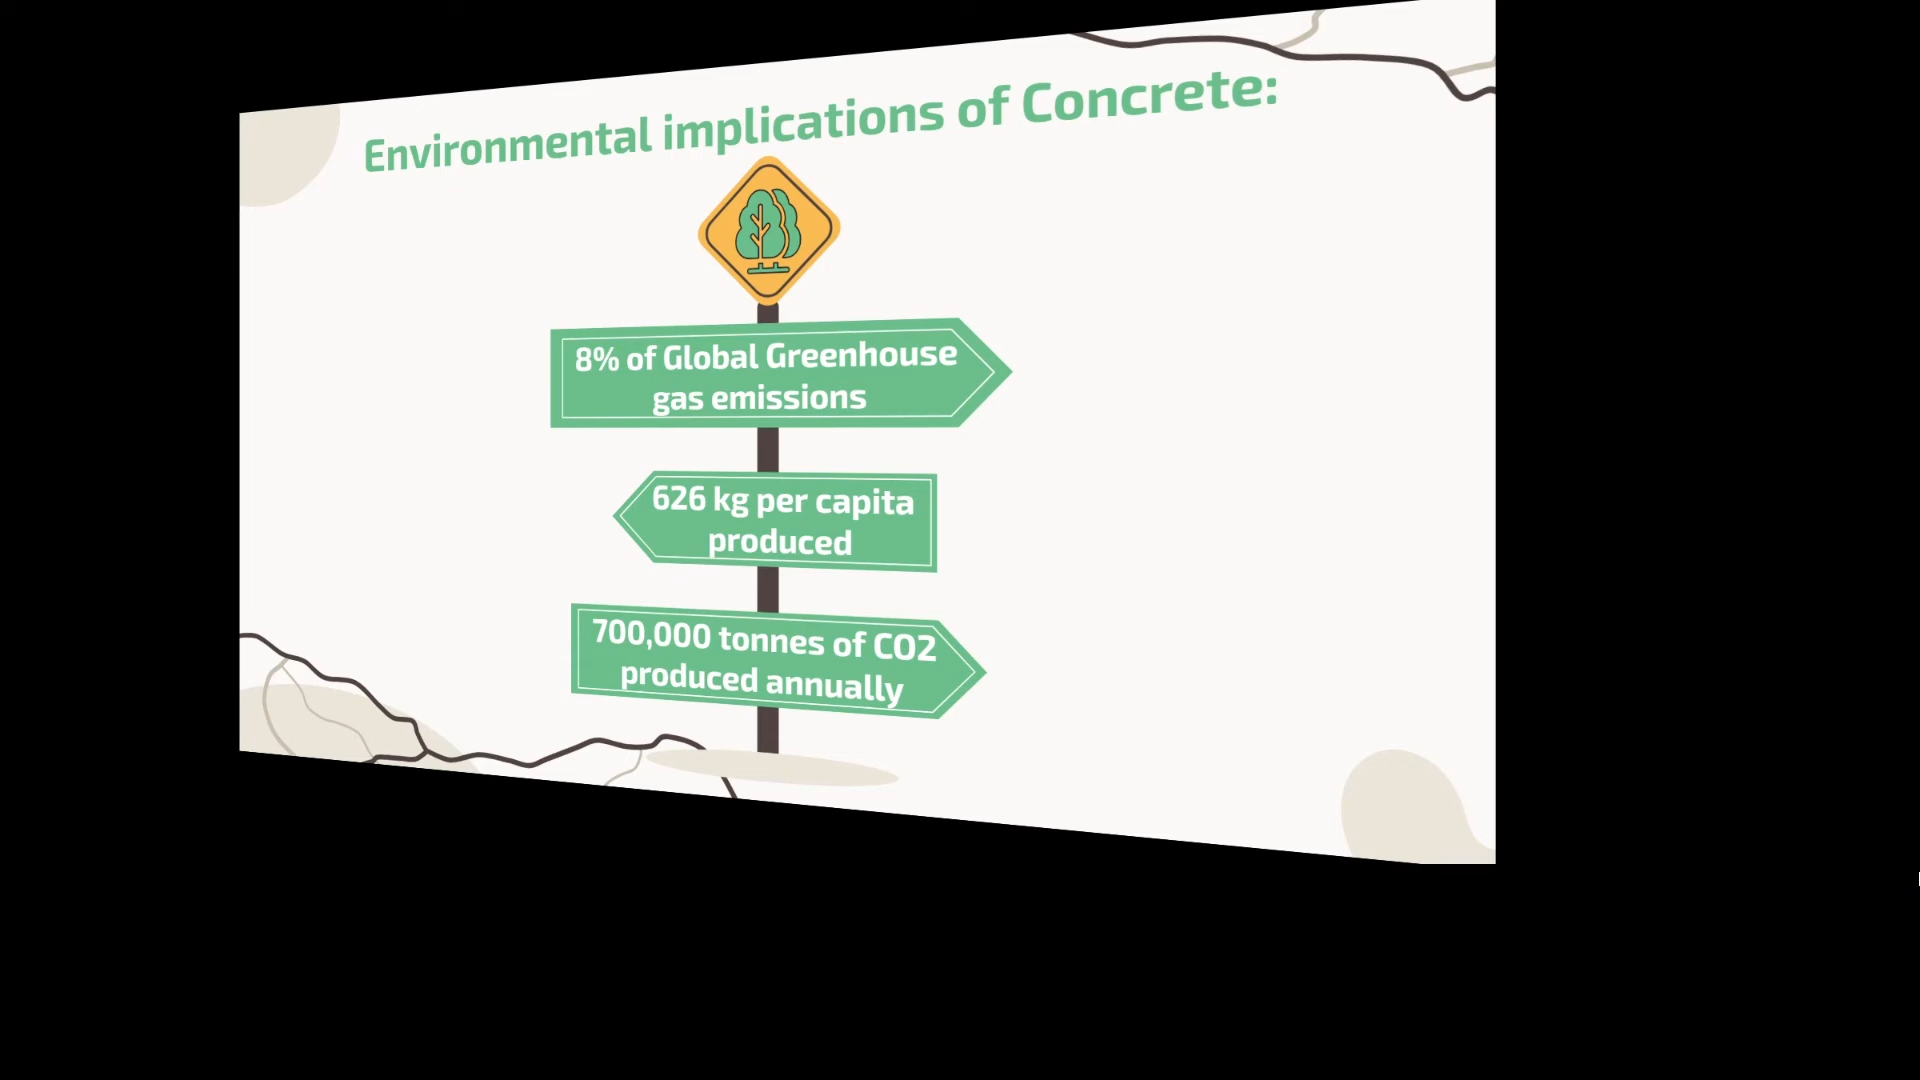 Environmental implications of Concrete:
8% of Global Greenhouse
gas emissions
626 kg per capita
produced
700,000 tonnes of CO2
produced annually